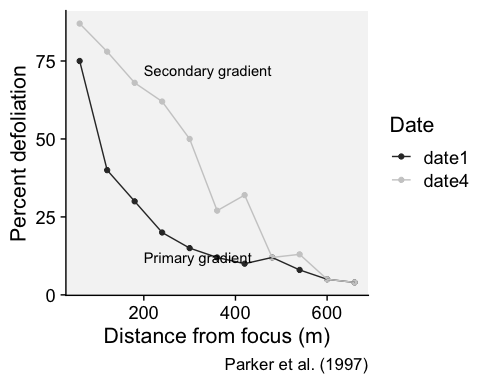 Percent defoliation
75
50
25
0
Secondary gradient
Primary gradient
200
400
600
Distance from focus (m)
Date
date1
date4
Parker et al. (1997)